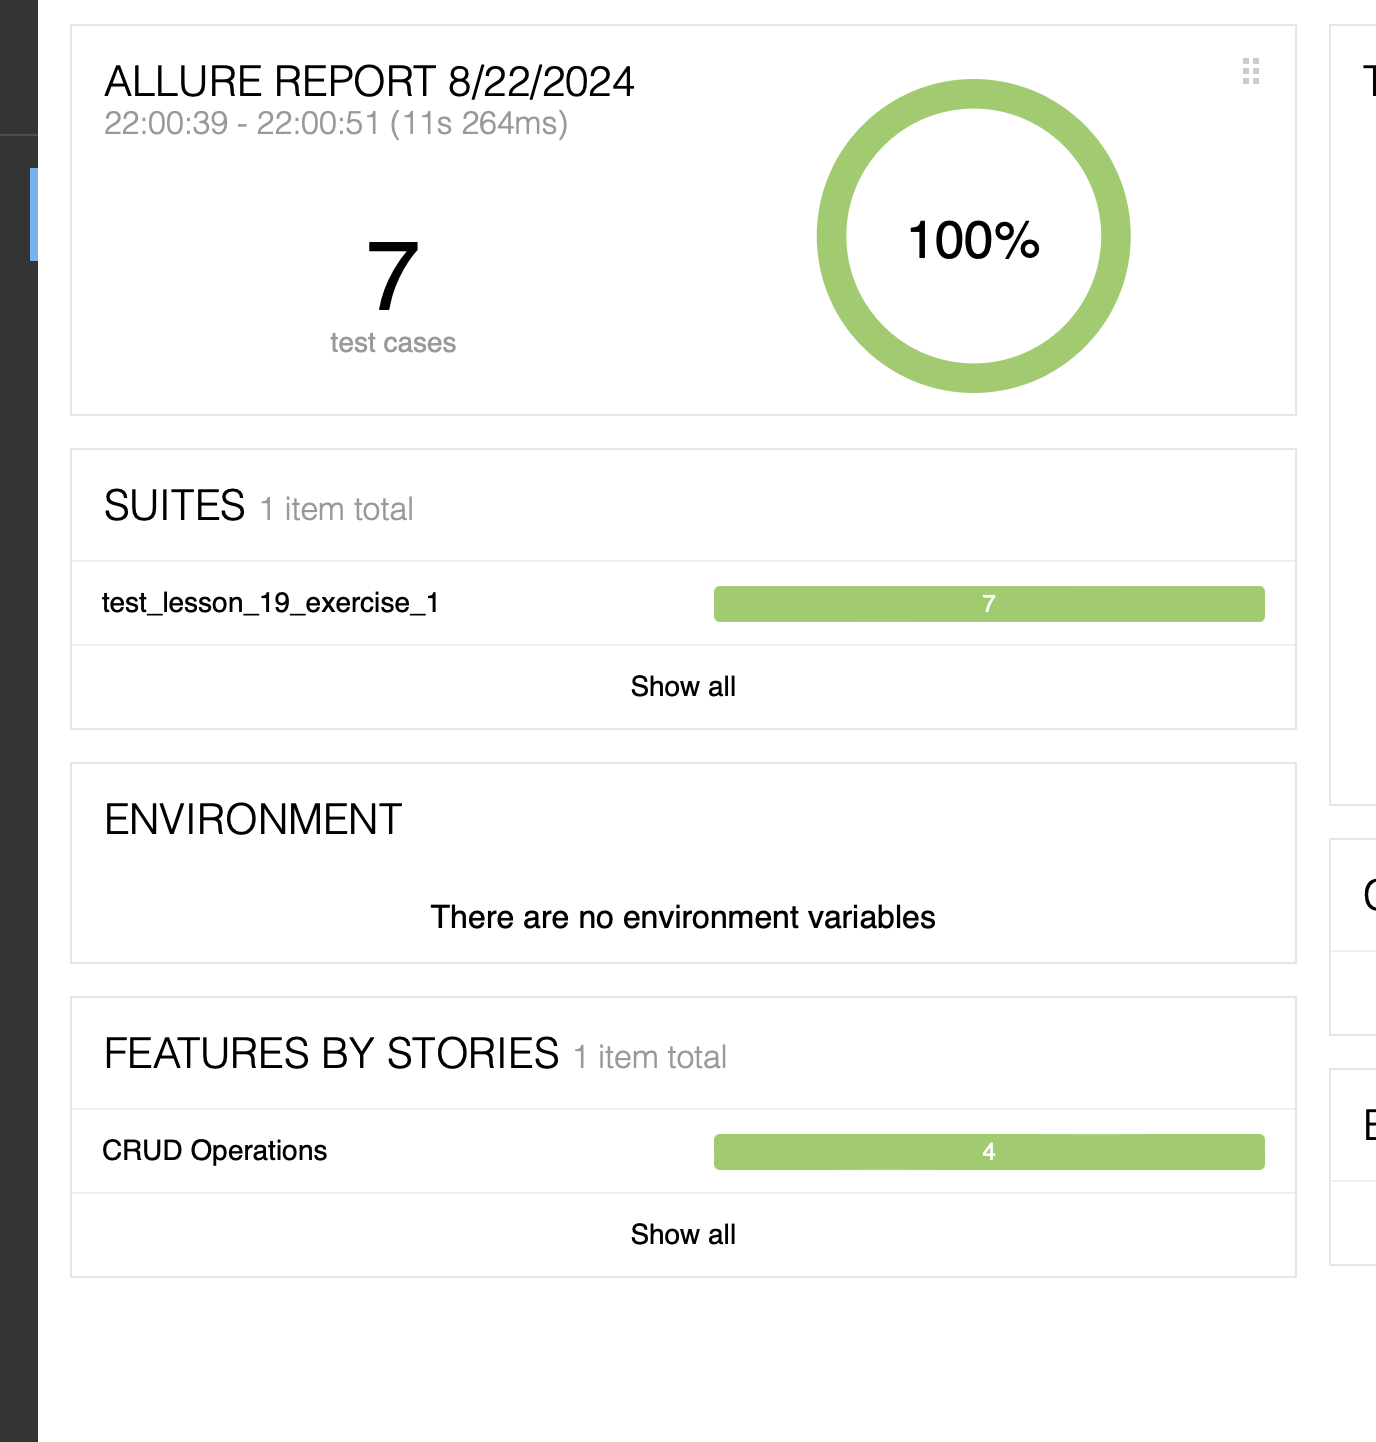 ALLURE REPORT 8/22/2024
22:00:39 - 22:00:51 (11s 264ms)
7
test cases
100%
SUITES 1 item total
test_lesson_19_exercise_1
7
Show all
ENVIRONMENT
There are no environment variables
FEATURES BY STORIES 1 item total
CRUD Operations
4
Show all